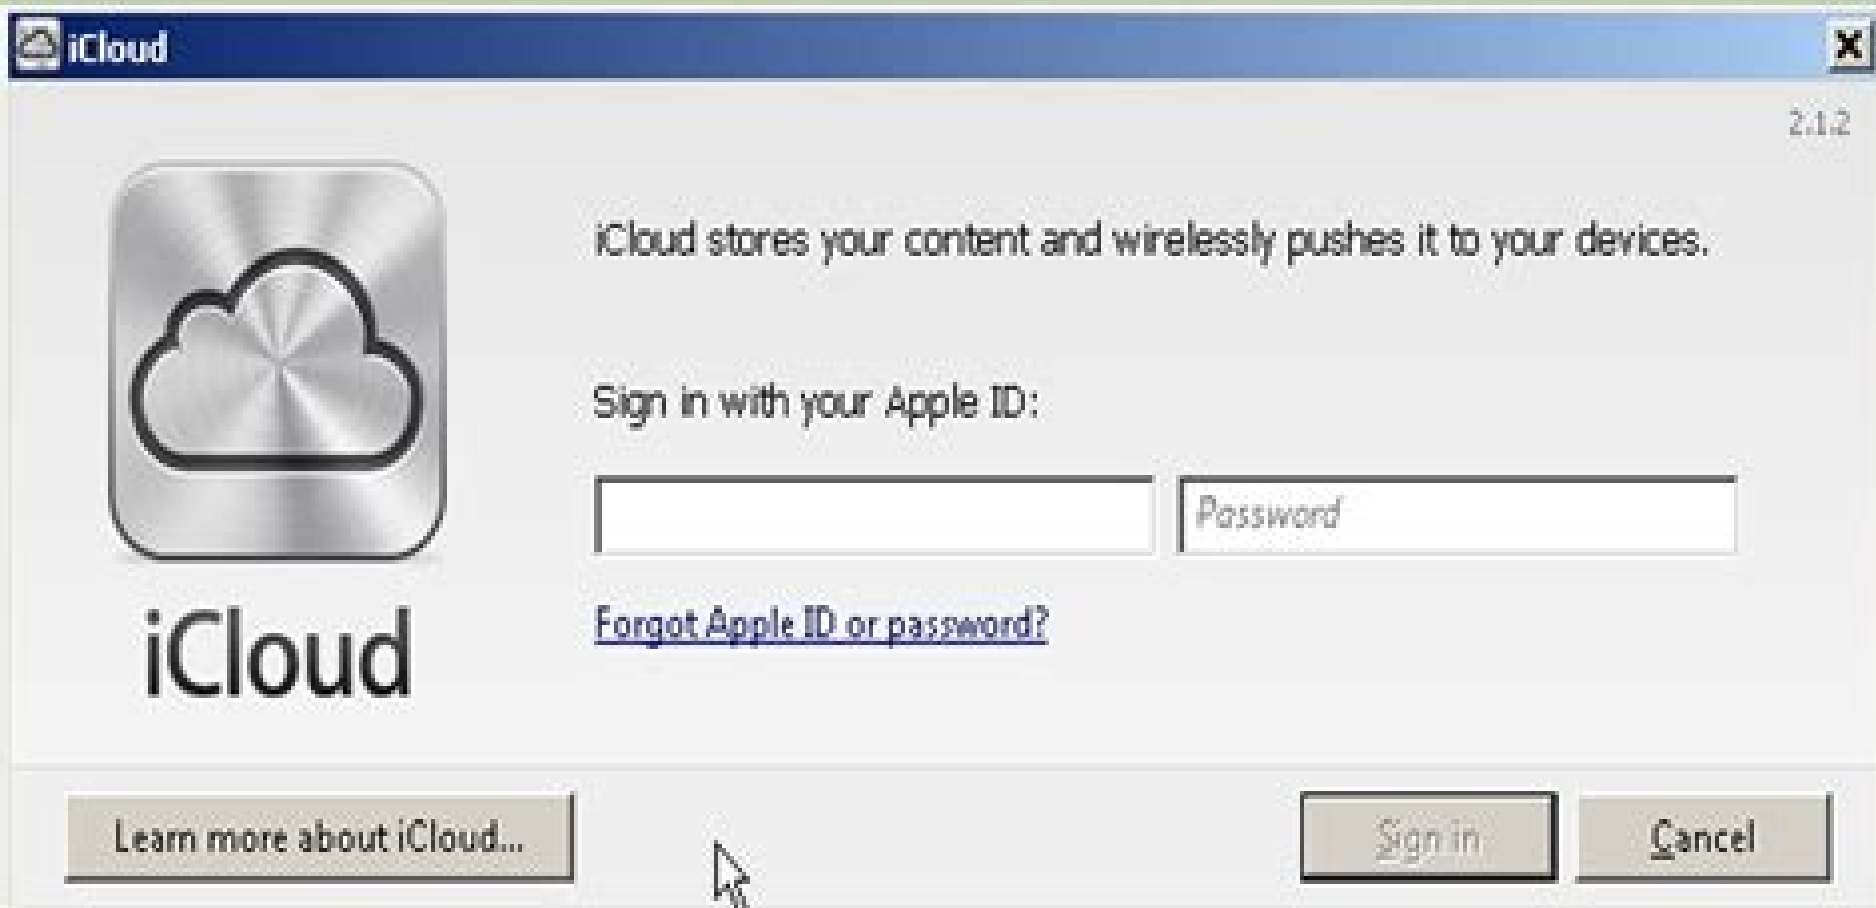 iCloud
2.1.2
iCloud stores your content and wirelessly pushes it to your devices.
Sign in with your Apple ID:
Password
Forgot Apple ID or password?
iCloud
Learn more about iCloud...
Sign in
Cancel